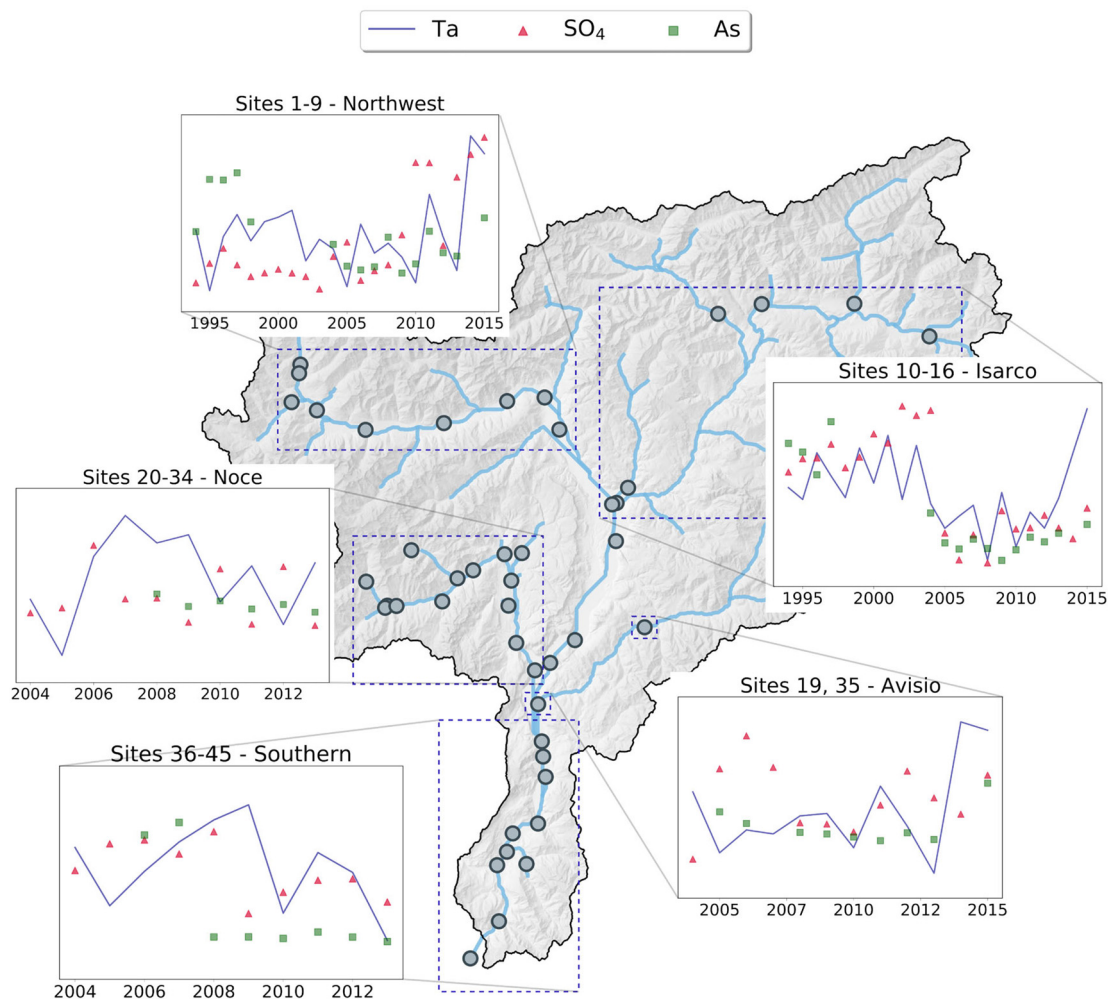 Ta SO₄ As
Sites 1-9 - Northwest
1995 2000 2005 2010 2015
Sites 10-16 - Isarco
1995 2000 2005 2010 2015
Sites 20-34 - Noce
2004 2006 2008 2010 2012
Sites 19, 35 - Avisio
2005 2007 2010 2012 2015
Sites 36-45 - Southern
2004 2006 2008 2010 2012